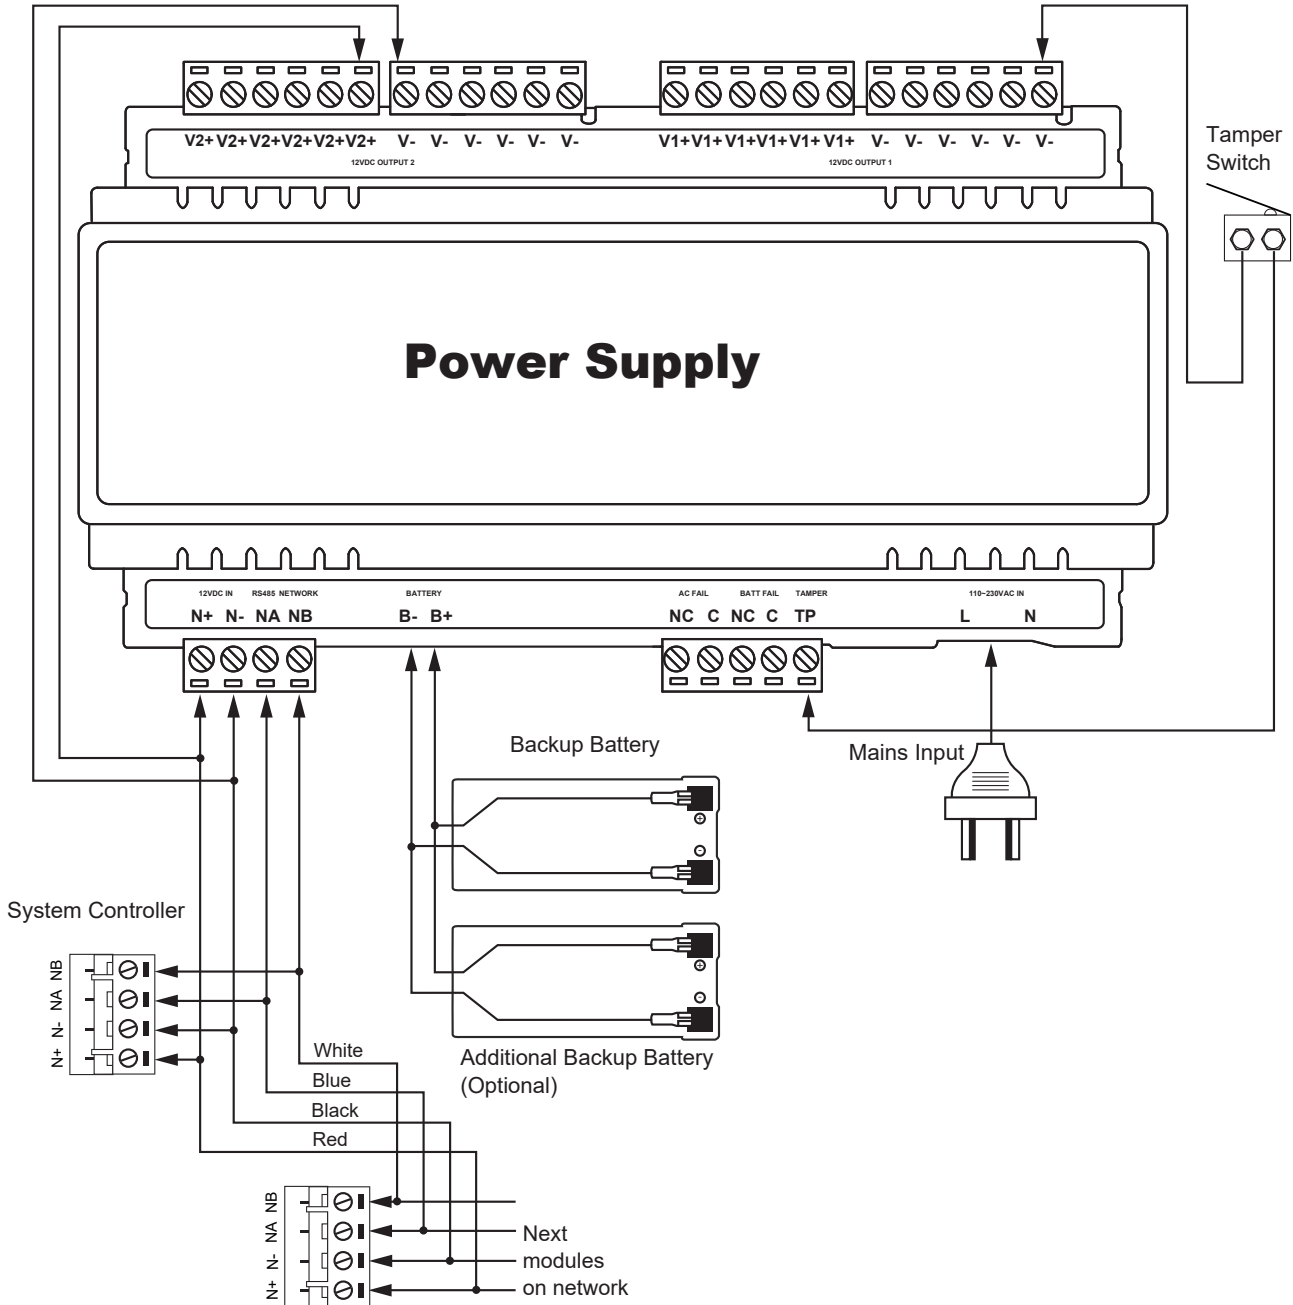 V2+ V2+ V2+ V2+ V2+ V2+ V- V- V- V- V- V- V1+ V1+ V1+ V1+ V1+ V1+ V- V- V- V- V- V-
12VDC OUTPUT 2 12VDC OUTPUT 1
Tamper
Switch
Power Supply
12VDC IN RS485 NETWORK BATTERY AC FAIL BATT FAIL TAMPER 110~230VAC IN
N+ N- NA NB B- B+ NC C NC C TP L N
Backup Battery
Mains Input
+
-
System Controller
NB
NA
N-
N+
+
-
Additional Backup Battery
(Optional)
White
Blue
Black
Red
NB
NA
N-
N+
Next
modules
on network